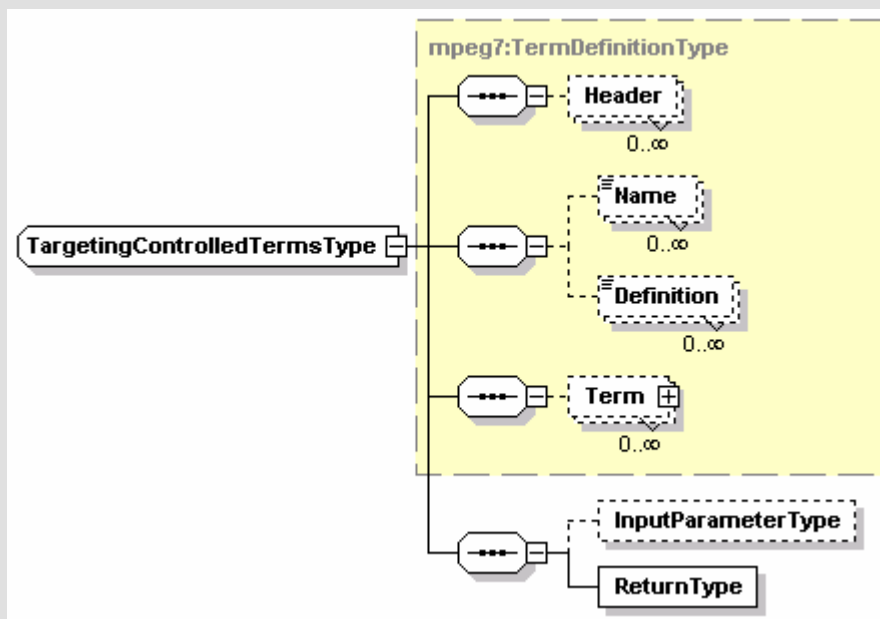 mpeg7:TermDefinitionType
Header
0..∞
Name
0..∞
TargetingControlledTermsType
Definition
0..∞
Term
0..∞
InputParameterType
ReturnType